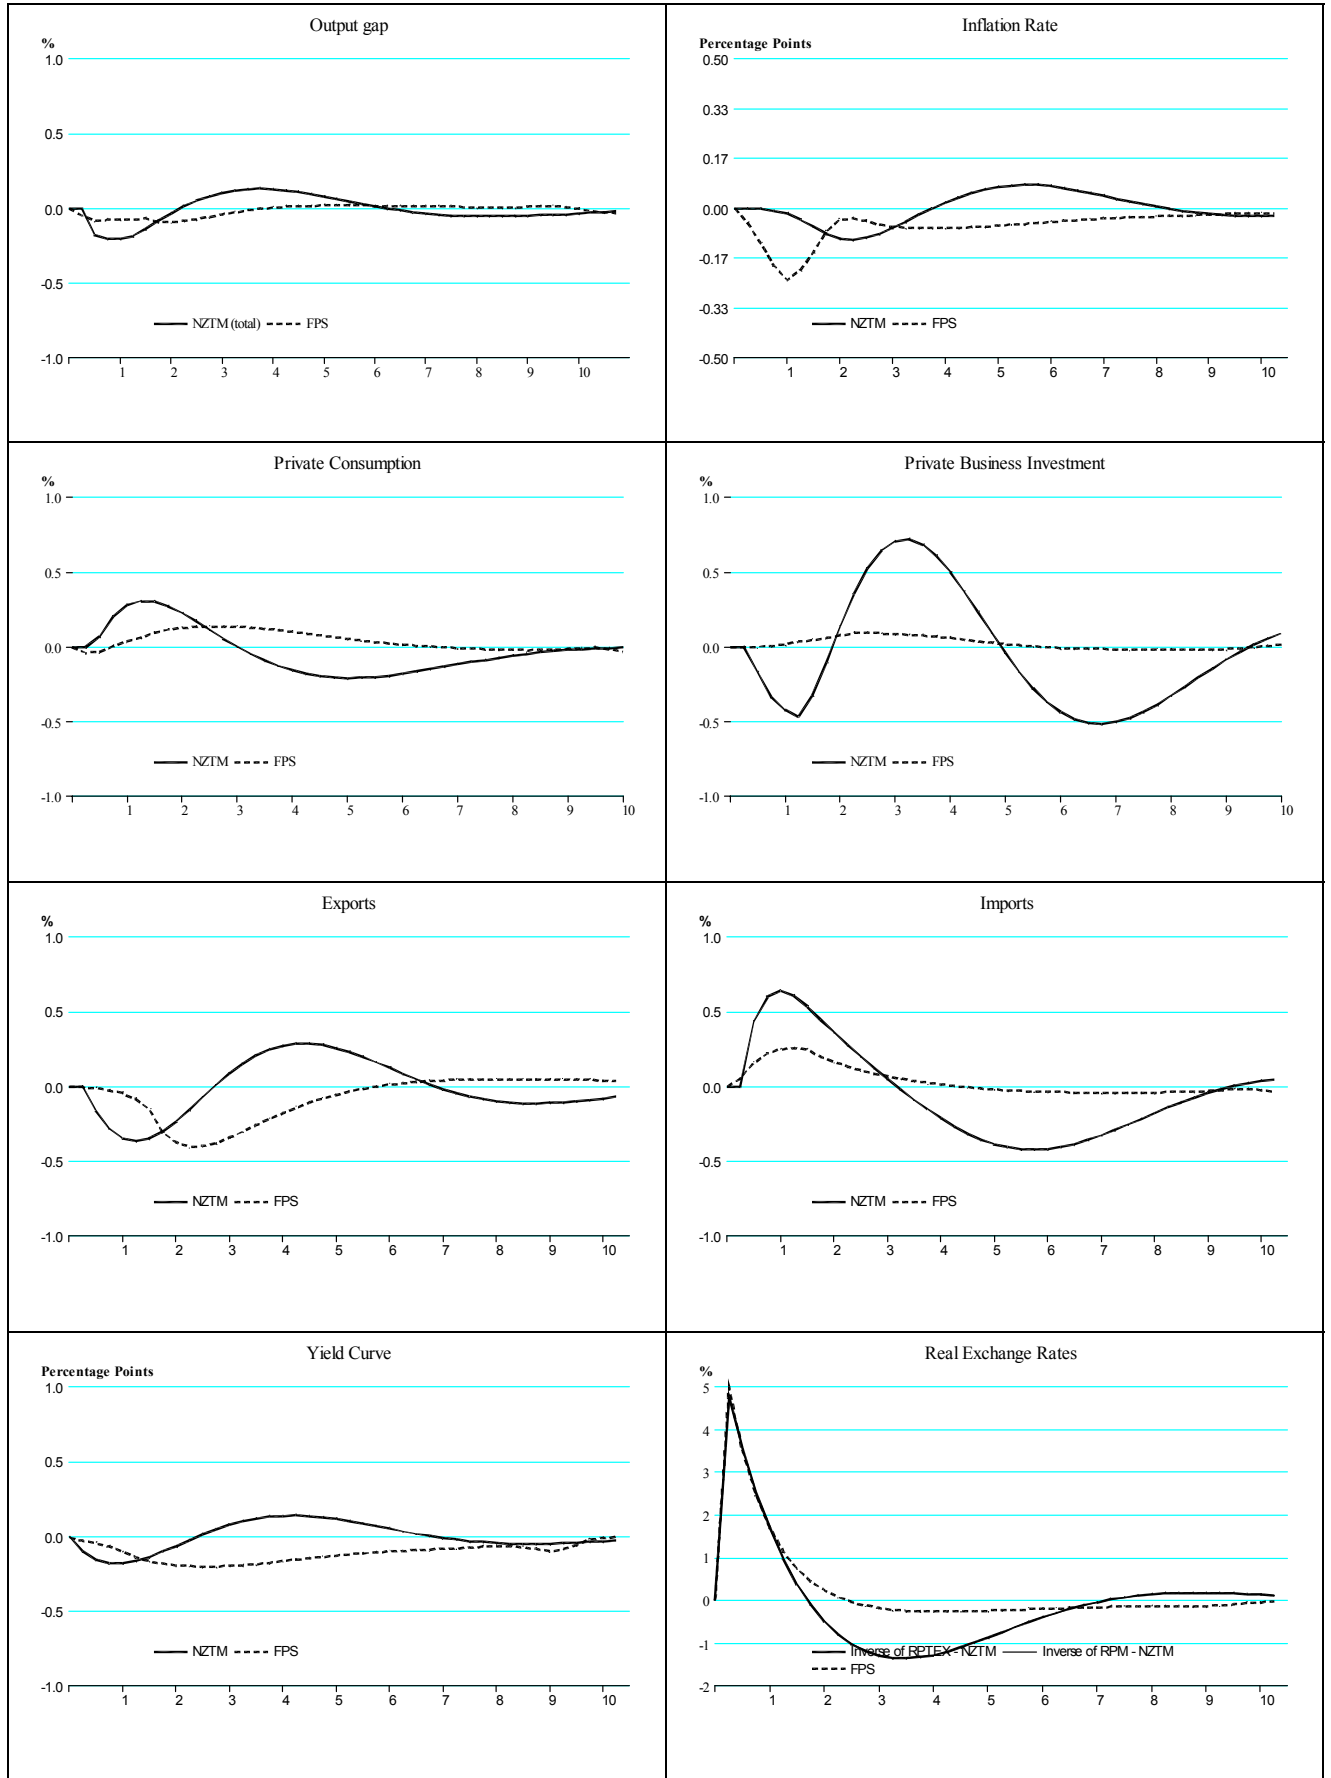 Output gap
%
1.0
0.5
0.0
-0.5
NZTM (total) FPS
-1.0
1 2 3 4 5 6 7 8 9 10
Inflation Rate
Percentage Points
0.50
0.33
0.17
0.00
-0.17
-0.33
NZTM FPS
-0.50
1 2 3 4 5 6 7 8 9 10
Private Consumption
%
1.0
0.5
0.0
-0.5
NZTM FPS
-1.0
1 2 3 4 5 6 7 8 9 10
Private Business Investment
%
1.0
0.5
0.0
-0.5
NZTM FPS
-1.0
1 2 3 4 5 6 7 8 9 10
Exports
%
1.0
0.5
0.0
-0.5
NZTM FPS
-1.0
1 2 3 4 5 6 7 8 9 10
Imports
%
1.0
0.5
0.0
-0.5
NZTM FPS
-1.0
1 2 3 4 5 6 7 8 9 10
Yield Curve
Percentage Points
1.0
0.5
0.0
-0.5
NZTM FPS
-1.0
1 2 3 4 5 6 7 8 9 10
Real Exchange Rates
%
5
4
3
2
1
0
-1
Inverse of RPTEX - NZTM Inverse of RPM - NZTM
FPS
-2
1 2 3 4 5 6 7 8 9 10